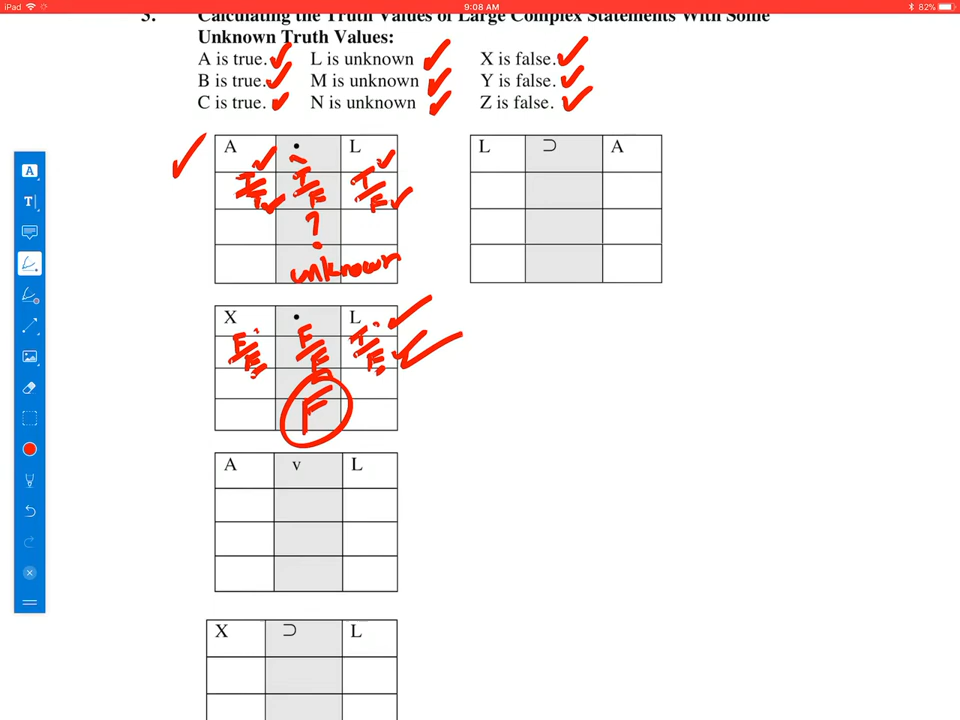 iPad 9:08 AM 82%
3. Calculating the Truth Values of Large Complex Statements With Some
Unknown Truth Values:
A is true. L is unknown X is false.
B is true. M is unknown Y is false.
C is true. N is unknown Z is false.
A • L
T/F T/F
?
unknown
L ⊃ A
X • L
F/F F/F T/F
F
A v L
X ⊃ L
A
T